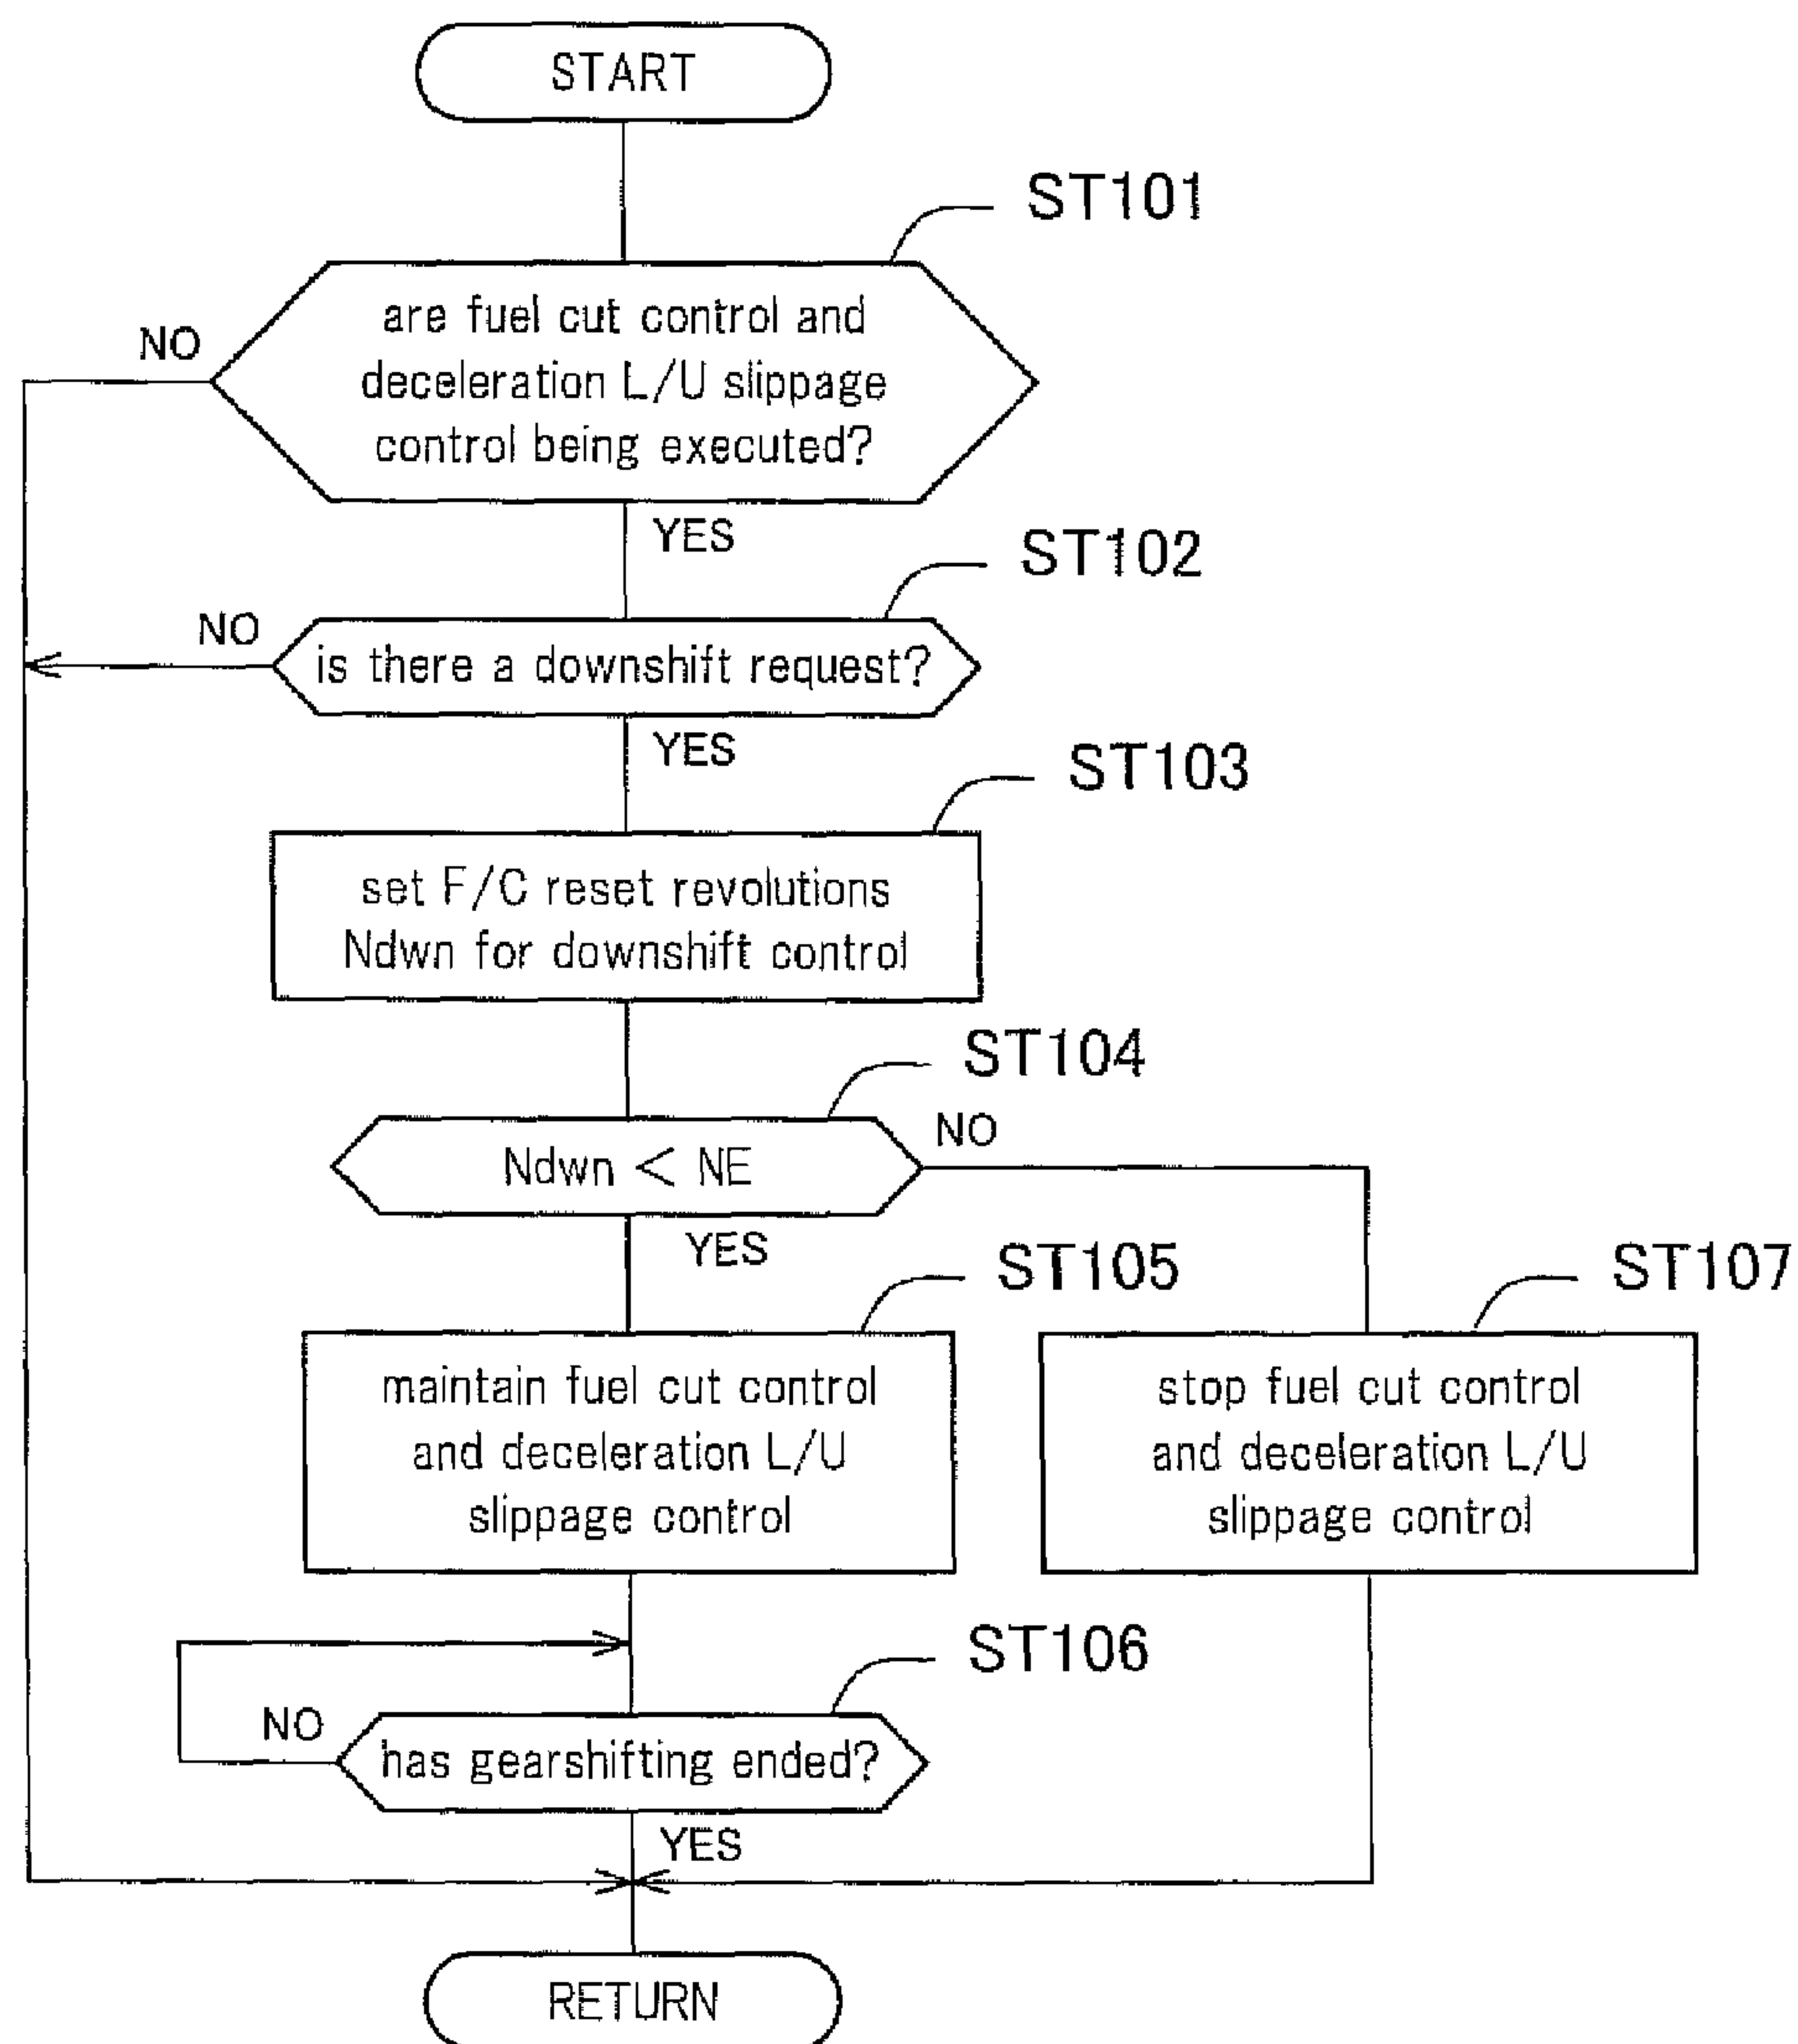 START
ST101
are fuel cut control and
deceleration L/U slippage
control being executed?
NO
YES
ST102
is there a downshift request?
NO
YES
ST103
set F/C reset revolutions
Ndwn for downshift control
ST104
Ndwn < NE
NO
YES
ST105
maintain fuel cut control
and deceleration L/U
slippage control
ST107
stop fuel cut control
and deceleration L/U
slippage control
ST106
has gearshifting ended?
NO
YES
RETURN